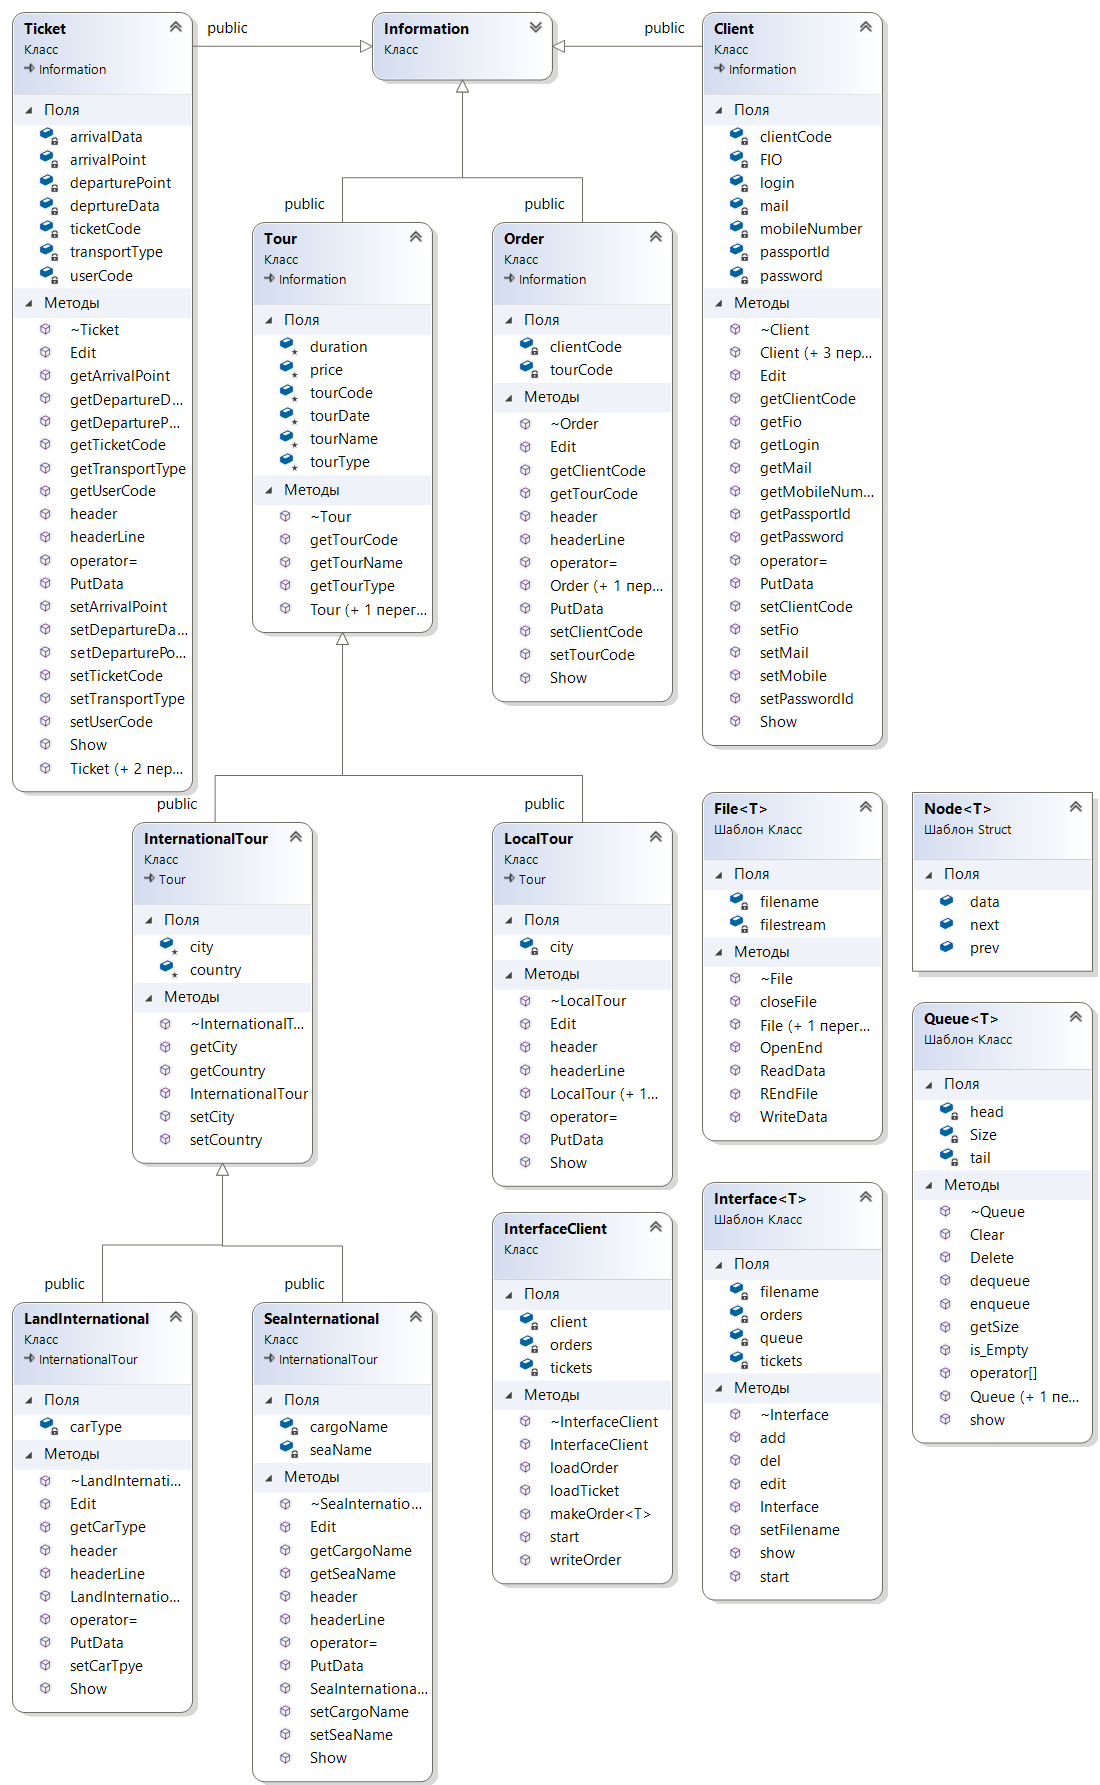 Ticket
Класс
Information
Поля
arrivalData
arrivalPoint
departurePoint
deprtureData
ticketCode
transportType
userCode
Методы
~Ticket
Edit
getArrivalPoint
getDepartureD...
getDepartureP...
getTicketCode
getTransportType
getUserCode
header
headerLine
operator=
PutData
setArrivalPoint
setDepartureDa...
setDeparturePo...
setTicketCode
setTransportType
setUserCode
Show
Ticket (+ 2 пер...
public
Information
Класс
public
Client
Класс
Information
Поля
clientCode
FIO
login
mail
mobileNumber
passportId
password
Методы
~Client
Client (+ 3 пер...
Edit
getClientCode
getFio
getLogin
getMail
getMobileNum...
getPassportId
getPassword
operator=
PutData
setClientCode
setFio
setMail
setMobile
setPasswordId
Show
public
Tour
Класс
Information
Поля
duration
price
tourCode
tourDate
tourName
tourType
Методы
~Tour
getTourCode
getTourName
getTourType
Tour (+ 1 перег...
public
Order
Класс
Information
Поля
clientCode
tourCode
Методы
~Order
Edit
getClientCode
getTourCode
header
headerLine
operator=
Order (+ 1 пер...
PutData
setClientCode
setTourCode
Show
public
InternationalTour
Класс
Tour
Поля
city
country
Методы
~InternationalT...
getCity
getCountry
InternationalTour
setCity
setCountry
public
LocalTour
Класс
Tour
Поля
city
Методы
~LocalTour
Edit
header
headerLine
LocalTour (+ 1...
operator=
PutData
Show
File<T>
Шаблон Класс
Поля
filename
filestream
Методы
~File
closeFile
File (+ 1 перег...
OpenEnd
ReadData
REndFile
WriteData
Node<T>
Шаблон Struct
Поля
data
next
prev
Queue<T>
Шаблон Класс
Поля
head
Size
tail
Методы
~Queue
Clear
Delete
dequeue
enqueue
getSize
is_Empty
operator[]
Queue (+ 1 пе...
show
InterfaceClient
Класс
Поля
client
orders
tickets
Методы
~InterfaceClient
InterfaceClient
loadOrder
loadTicket
makeOrder<T>
start
writeOrder
Interface<T>
Шаблон Класс
Поля
filename
orders
queue
tickets
Методы
~Interface
add
del
edit
Interface
setFilename
show
start
public
LandInternational
Класс
InternationalTour
Поля
carType
Методы
~LandInternati...
Edit
getCarType
header
headerLine
LandInternatio...
operator=
PutData
setCarTpye
Show
public
SeaInternational
Класс
InternationalTour
Поля
cargoName
seaName
Методы
~SeaInternatio...
Edit
getCargoName
getSeaName
header
headerLine
operator=
PutData
SeaInternationa...
setCargoName
setSeaName
Show